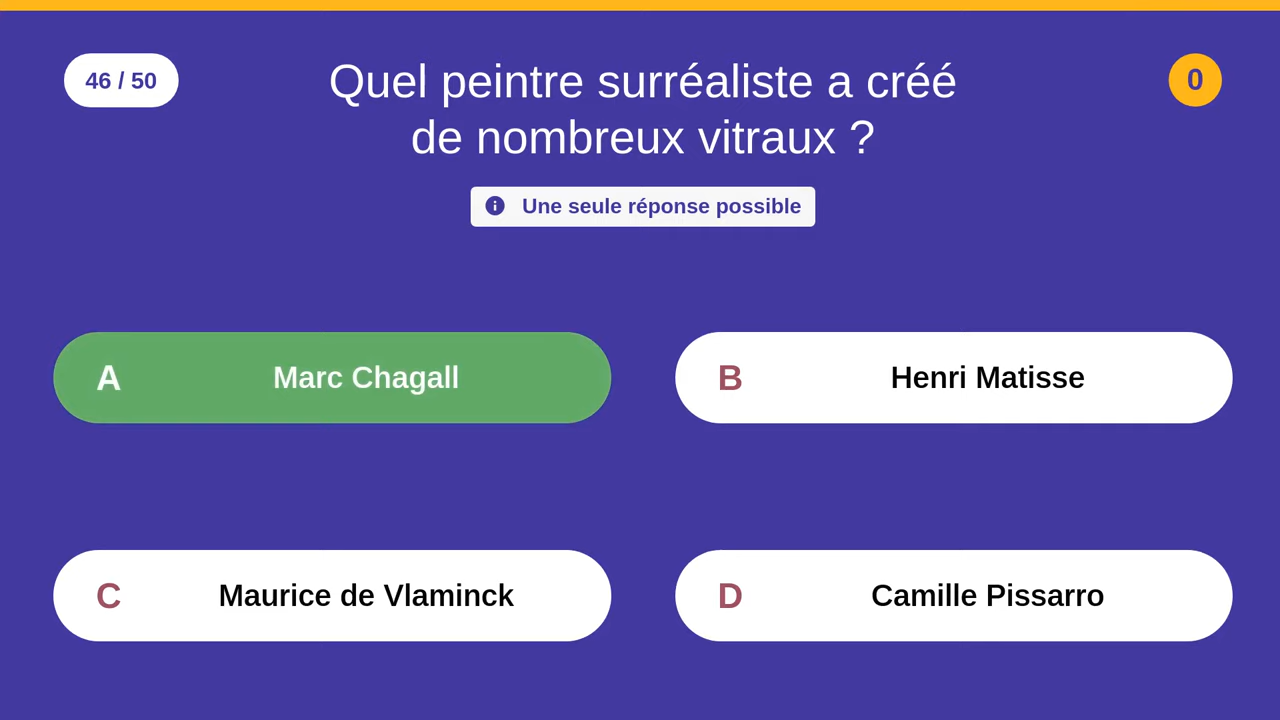 46 / 50
Quel peintre surréaliste a créé
de nombreux vitraux ?
0
Une seule réponse possible
A Marc Chagall
B Henri Matisse
C Maurice de Vlaminck
D Camille Pissarro